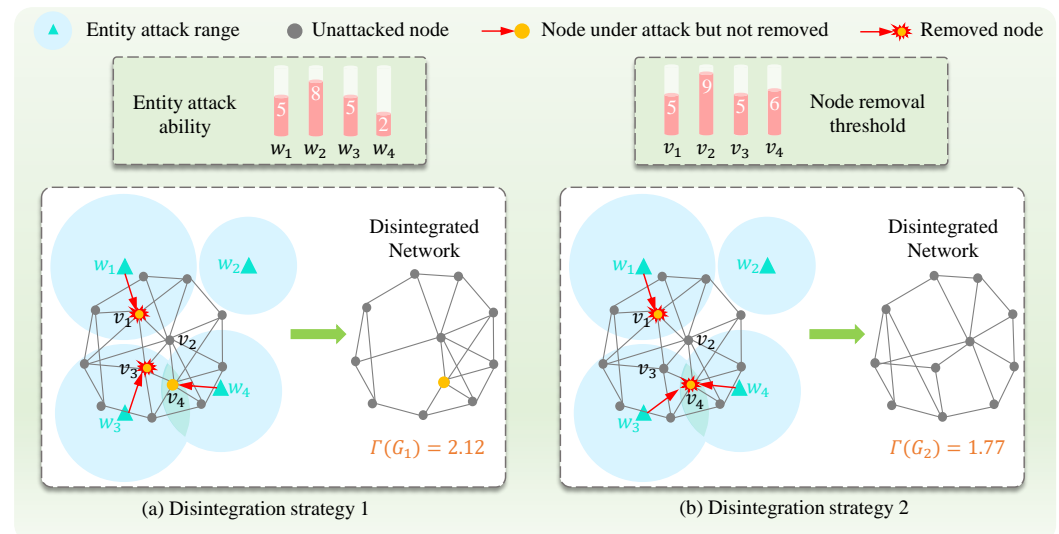 Entity attack range
Unattacked node
Node under attack but not removed
Removed node
Entity attack
ability
5
8
5
2
w₁
w₂
w₃
w₄
5
9
5
6
v₁
v₂
v₃
v₄
Node removal
threshold
w₁
w₂
v₁
v₂
v₃
v₄
w₃
w₄
Disintegrated
Network
Γ(G₁) = 2.12
w₁
w₂
v₁
v₂
v₃
v₄
w₃
w₄
Disintegrated
Network
Γ(G₂) = 1.77
(a) Disintegration strategy 1
(b) Disintegration strategy 2